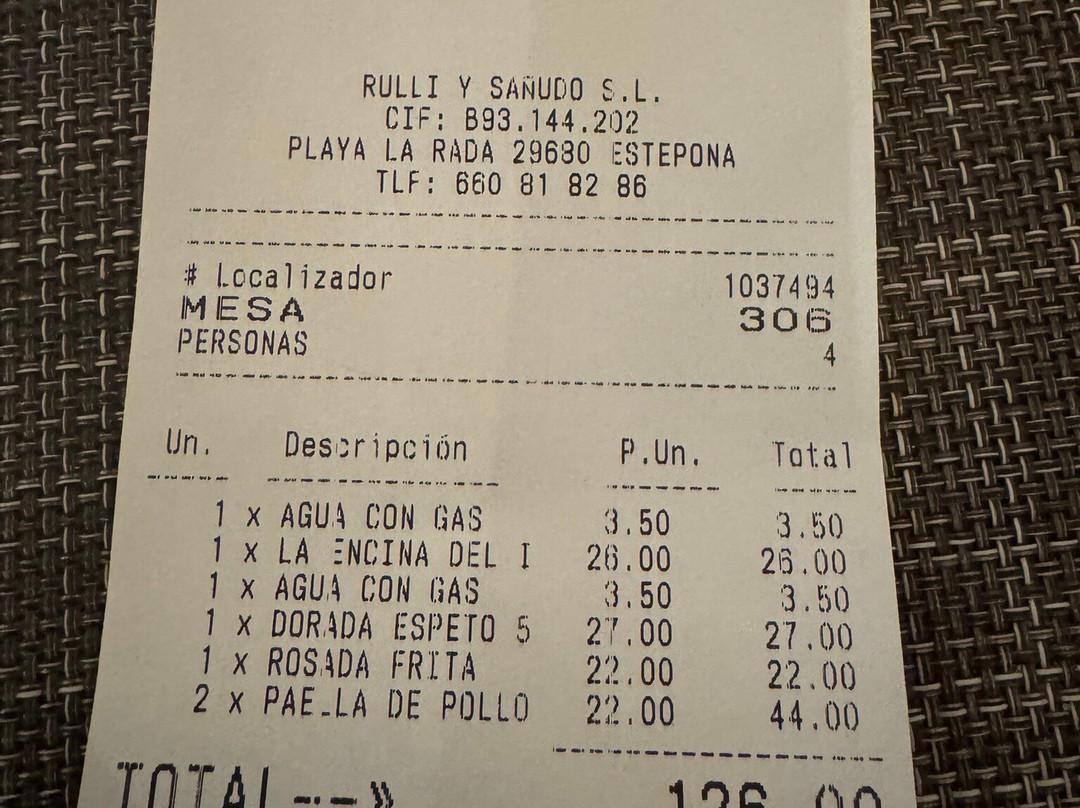 RULLI Y SAÑUDO S.L.
CIF: B93.144.202
PLAYA LA RADA 29680 ESTEPONA
TLF: 660 81 82 86
# Localizador 1037494
MESA 306
PERSONAS 4
Un. Descripción P.Un. Total
1 x AGUA CON GAS 3.50 3.50
1 x LA ENCINA DEL I 26.00 26.00
1 x AGUA CON GAS 3.50 3.50
1 x DORADA ESPETO 5 27.00 27.00
1 x ROSADA FRITA 22.00 22.00
2 x PAELLA DE POLLO 22.00 44.00
TOTAL--->> 126.00